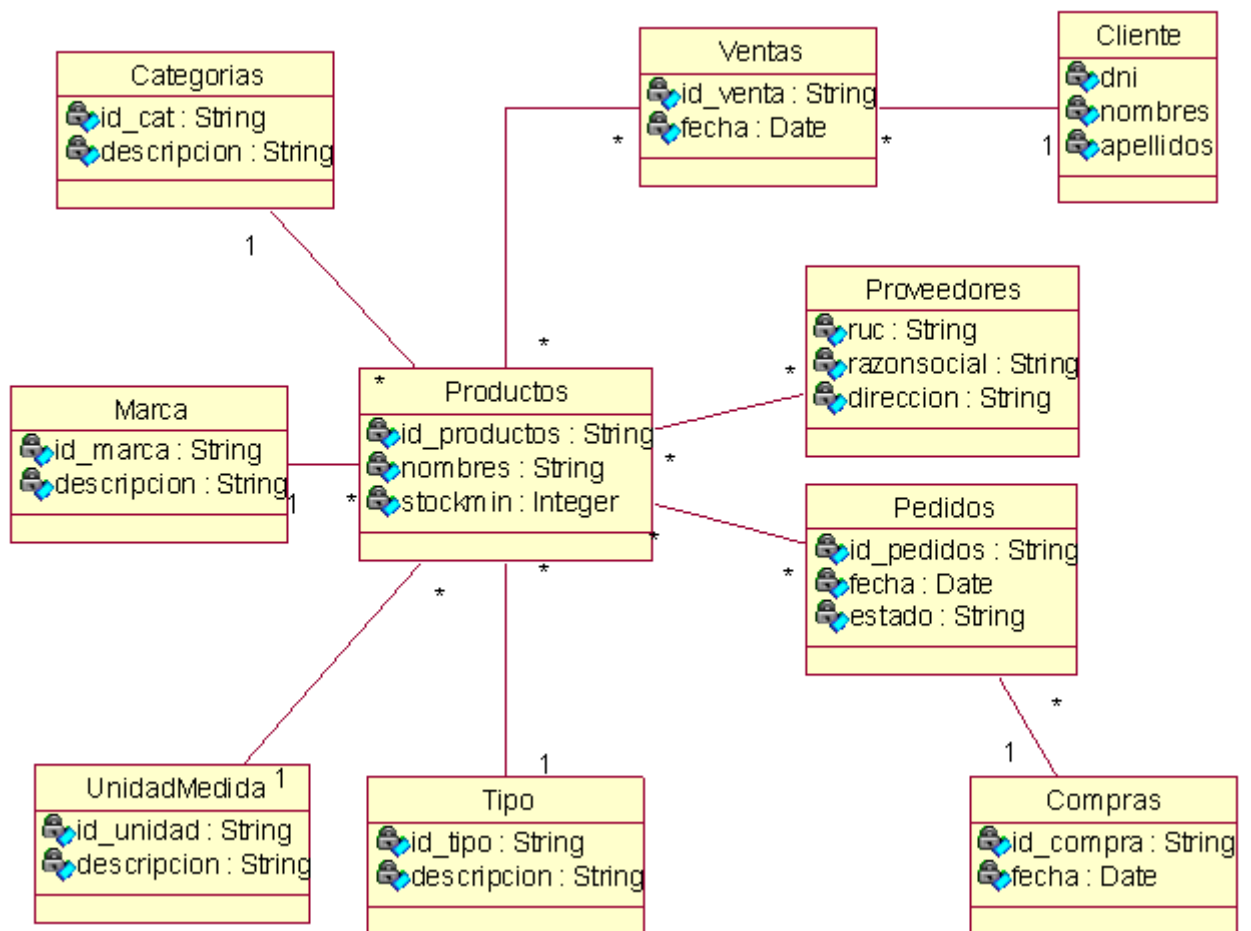 Categorias
id_cat : String
descripcion : String
1
Ventas
id_venta : String
fecha : Date
*
*
Cliente
dni
nombres
apellidos
1
Proveedores
ruc : String
razonsocial : String
direccion : String
*
Marca
id_marca : String
descripcion : String
1
*
*
*
Productos
id_productos : String
nombres : String
stockmin : Integer
*
*
*
*
Pedidos
id_pedidos : String
fecha : Date
estado : String
*
*
1
UnidadMedida
1
id_unidad : String
descripcion : String
1
Tipo
id_tipo : String
descripcion : String
Compras
id_compra : String
fecha : Date